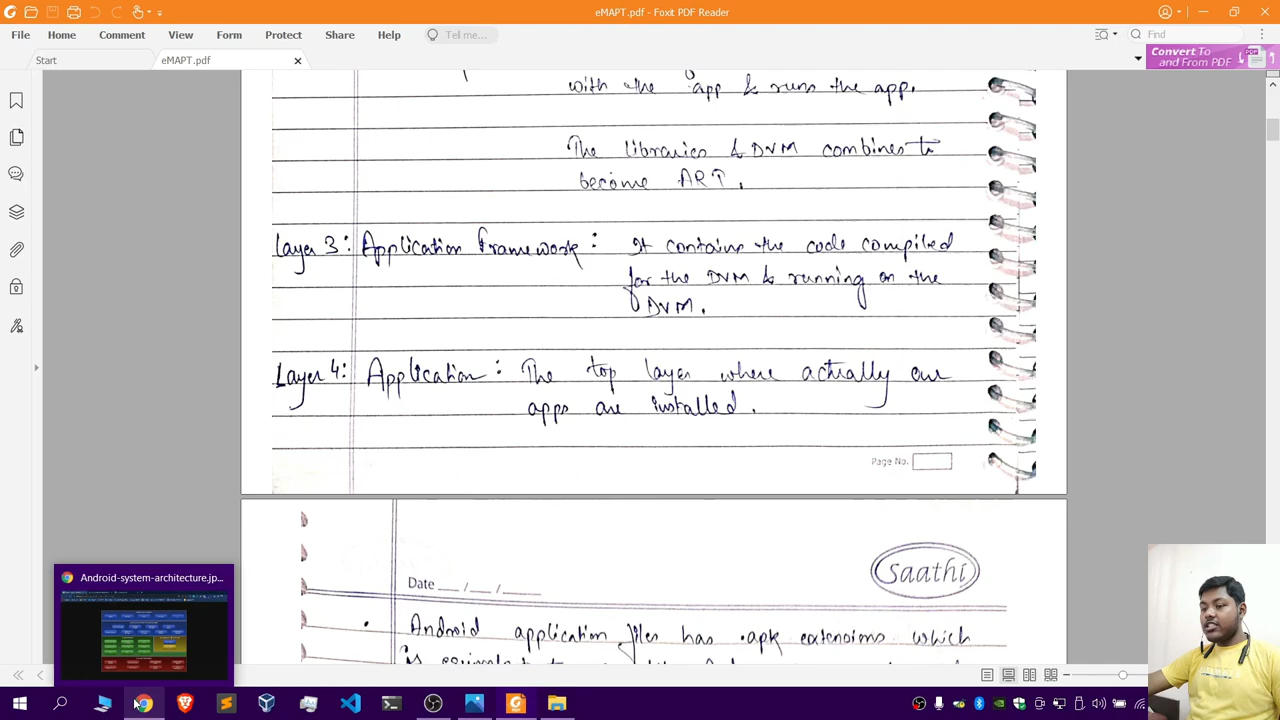 eMAPT.pdf - Foxit PDF Reader
File Home Comment View Form Protect Share Help Tell me... Find
Start eMAPT.pdf Convert To and From PDF PDF
with the app & runs the app.
The libraries & DVM combines to
become ART.
Layer 3: Application Framework: It contains the code compiled
for the DVM & running on the
DVM.
Layer 4: Application: The top layer where actually our
apps are installed.
Page No.
Saathi
Date __/__/__
Android application files has .apk extensions which
Android-system-architecture.jp...